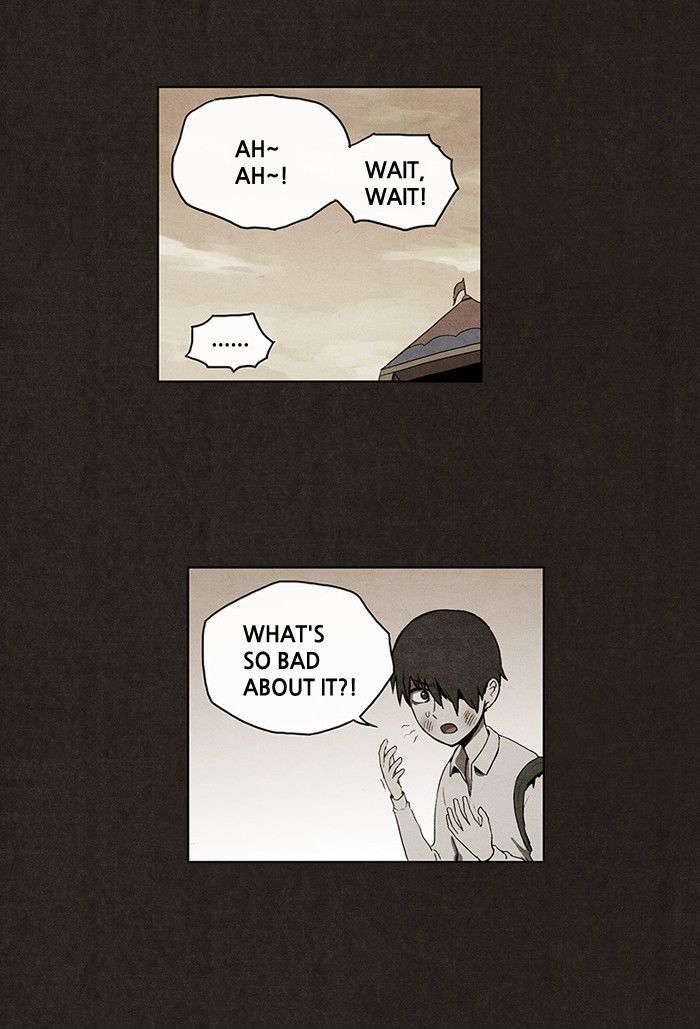 AH~
AH~!
WAIT,
WAIT!
......
WHAT'S
SO BAD
ABOUT IT?!